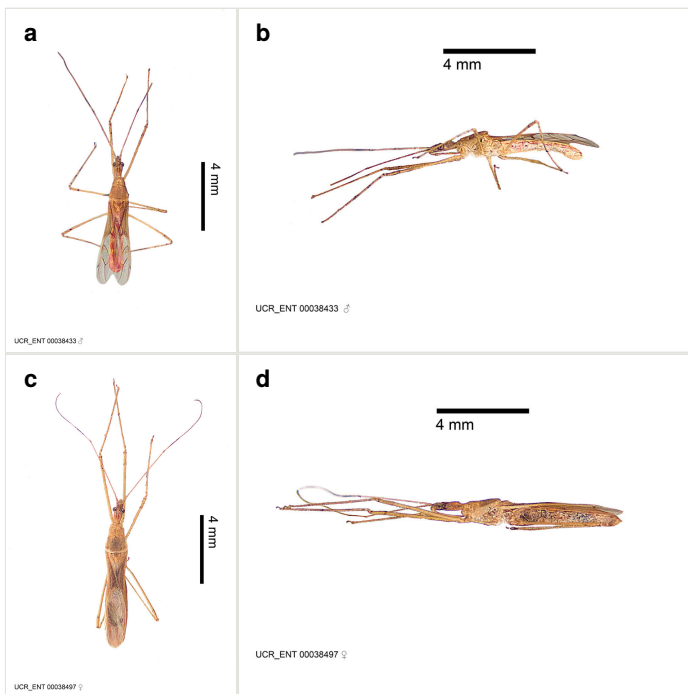 a
4 mm
UCR_ENT 00038433 ♂
b
4 mm
UCR_ENT 00038433 ♂
c
4 mm
UCR_ENT 00038497 ♀
d
4 mm
UCR_ENT 00038497 ♀